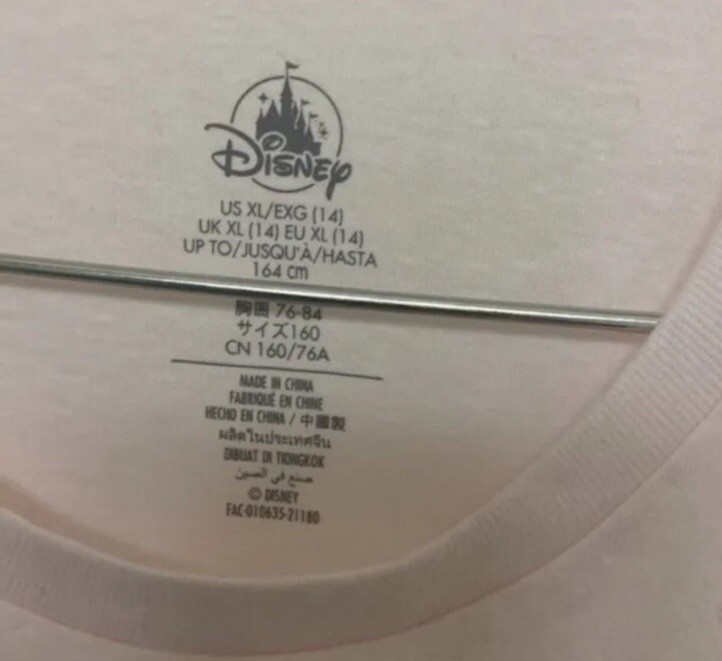 Disney
US XL/EXG (14)
UK XL (14) EU XL (14)
UP TO/JUSQU'À/HASTA
164 cm
胸囲 76-84
サイズ160
CN 160/76A
MADE IN CHINA
FABRIQUÉ EN CHINE
HECHO EN CHINA / 中國製
ผลิตในประเทศจีน
DIBUAT DI TIONGKOK
صنع في الصين
© DISNEY
FAC-010635-21180